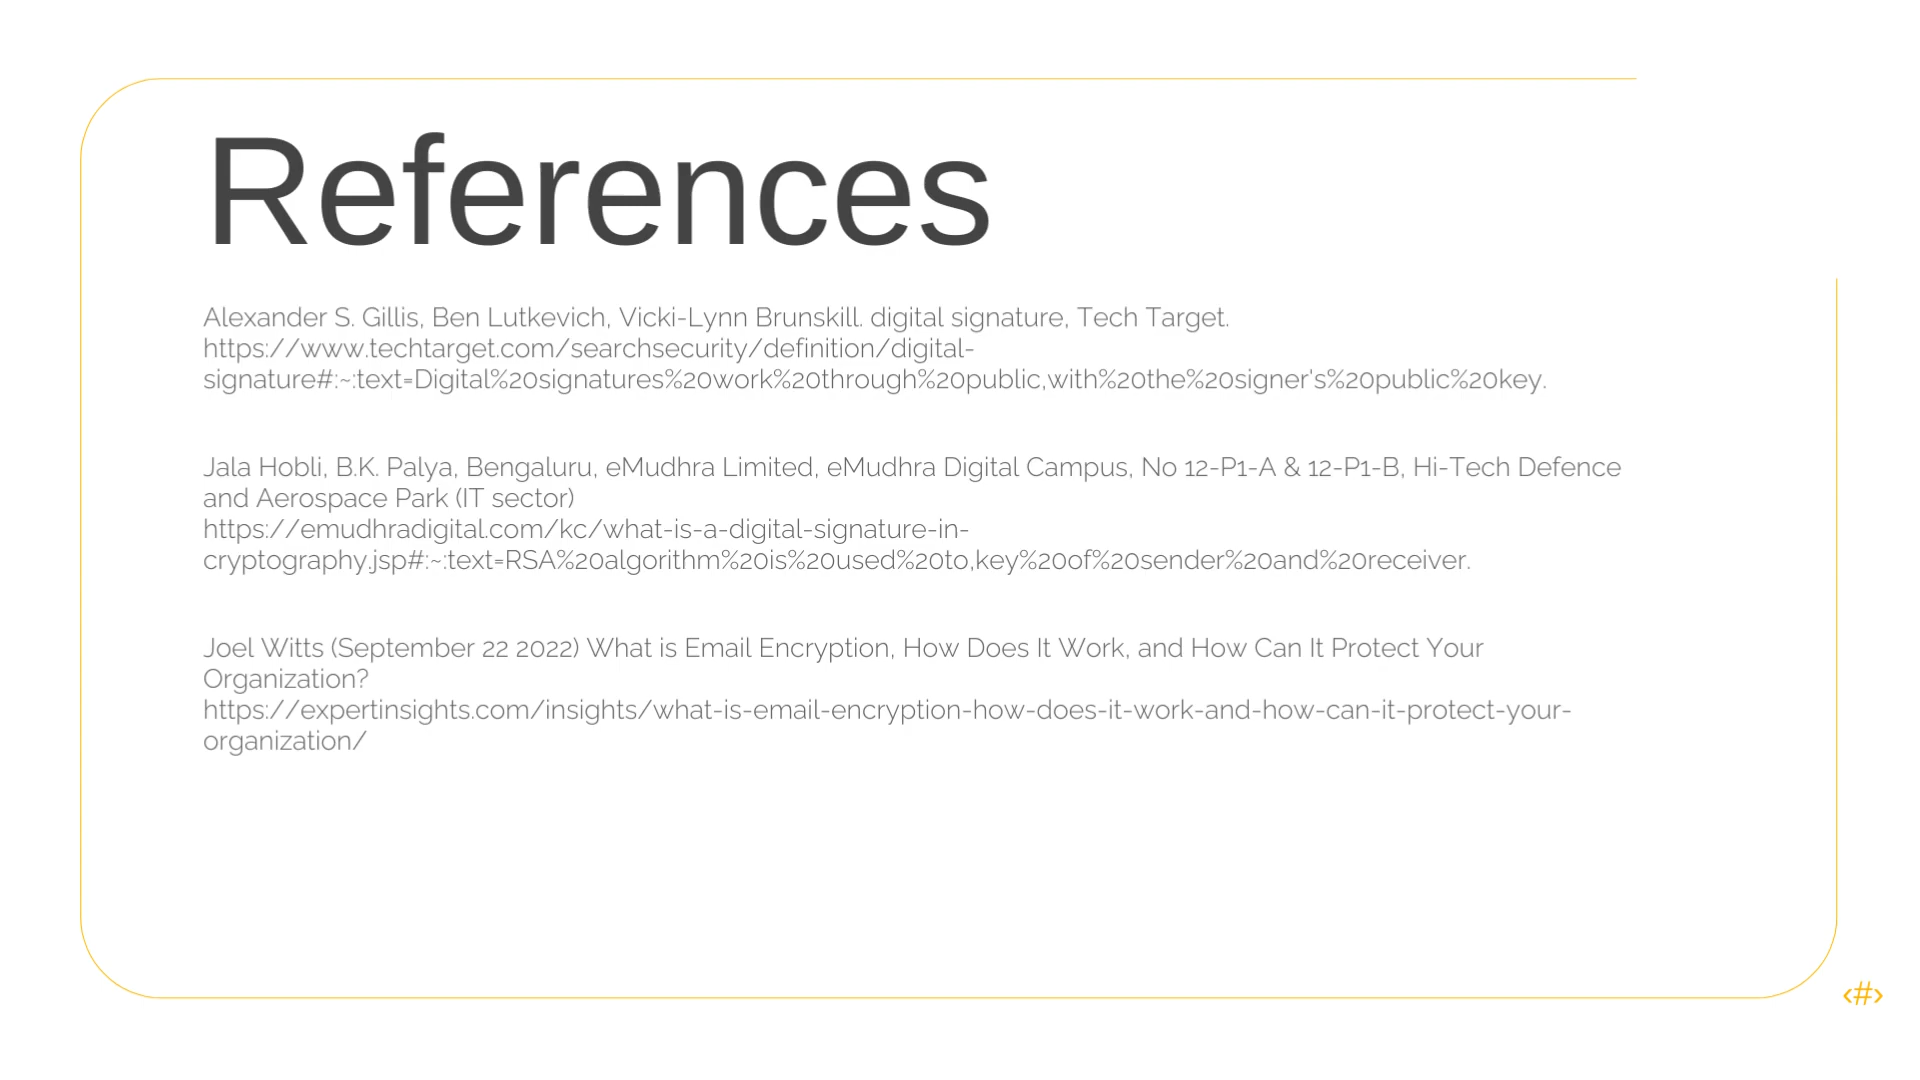 References
Alexander S. Gillis, Ben Lutkevich, Vicki-Lynn Brunskill. digital signature, Tech Target.
https://www.techtarget.com/searchsecurity/definition/digital-
signature#:~:text=Digital%20signatures%20work%20through%20public,with%20the%20signer's%20public%20key.
Jala Hobli, B.K. Palya, Bengaluru, eMudhra Limited, eMudhra Digital Campus, No 12-P1-A & 12-P1-B, Hi-Tech Defence
and Aerospace Park (IT sector)
https://emudhradigital.com/kc/what-is-a-digital-signature-in-
cryptography.jsp#:~:text=RSA%20algorithm%20is%20used%20to,key%20of%20sender%20and%20receiver.
Joel Witts (September 22 2022) What is Email Encryption, How Does It Work, and How Can It Protect Your
Organization?
https://expertinsights.com/insights/what-is-email-encryption-how-does-it-work-and-how-can-it-protect-your-
organization/
‹#›